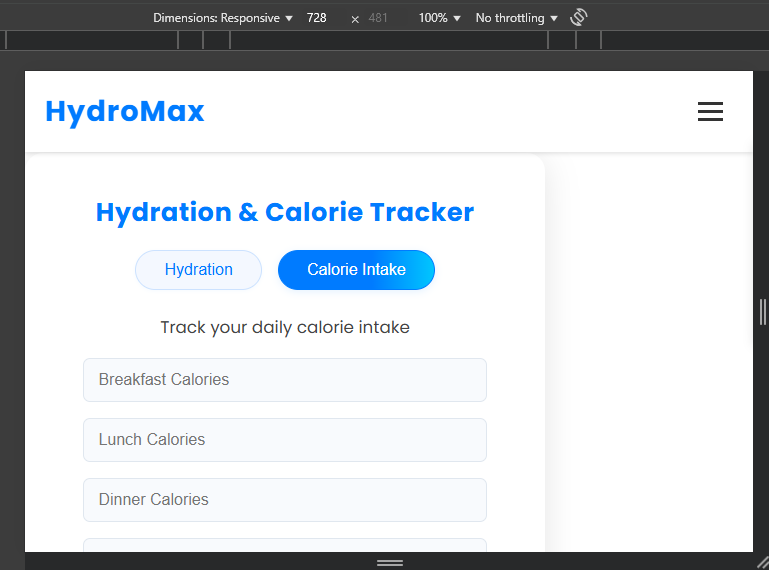 Dimensions: Responsive 728 × 481 100% No throttling
HydroMax
Hydration & Calorie Tracker
Hydration Calorie Intake
Track your daily calorie intake
Breakfast Calories
Lunch Calories
Dinner Calories